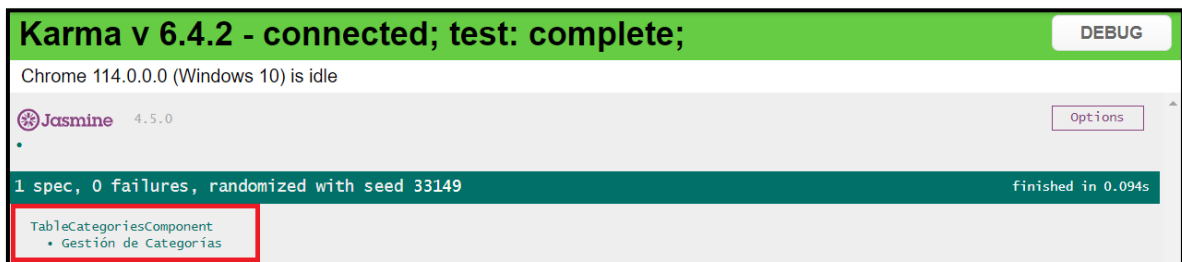 Karma v 6.4.2 - connected; test: complete;
DEBUG
Chrome 114.0.0.0 (Windows 10) is idle
Jasmine 4.5.0
Options
•
1 spec, 0 failures, randomized with seed 33149
finished in 0.094s
TableCategoriesComponent
• Gestión de Categorías